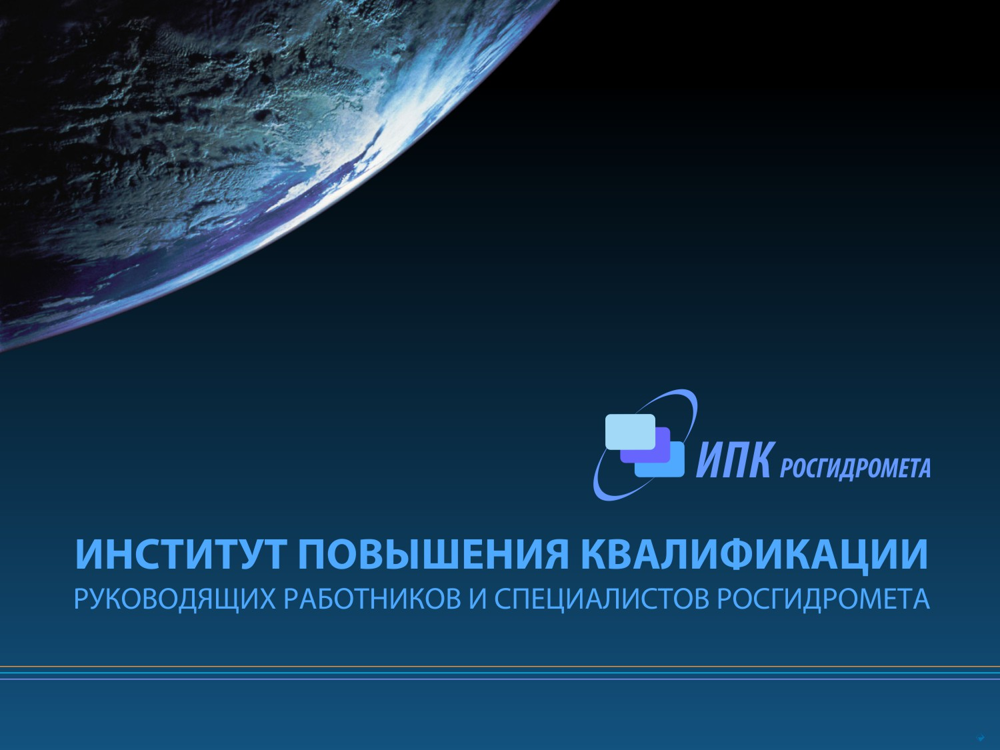 ИПК РОСГИДРОМЕТА
ИНСТИТУТ ПОВЫШЕНИЯ КВАЛИФИКАЦИИ
РУКОВОДЯЩИХ РАБОТНИКОВ И СПЕЦИАЛИСТОВ РОСГИДРОМЕТА